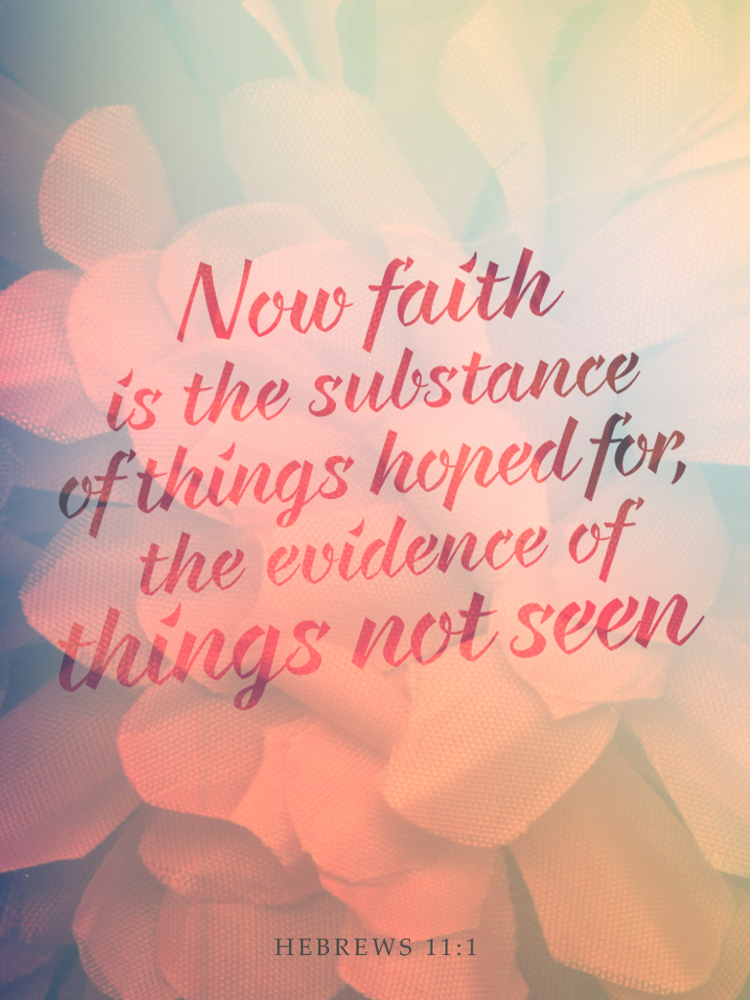 Now faith
is the substance
of things hoped for,
the evidence of
things not seen
HEBREWS 11:1